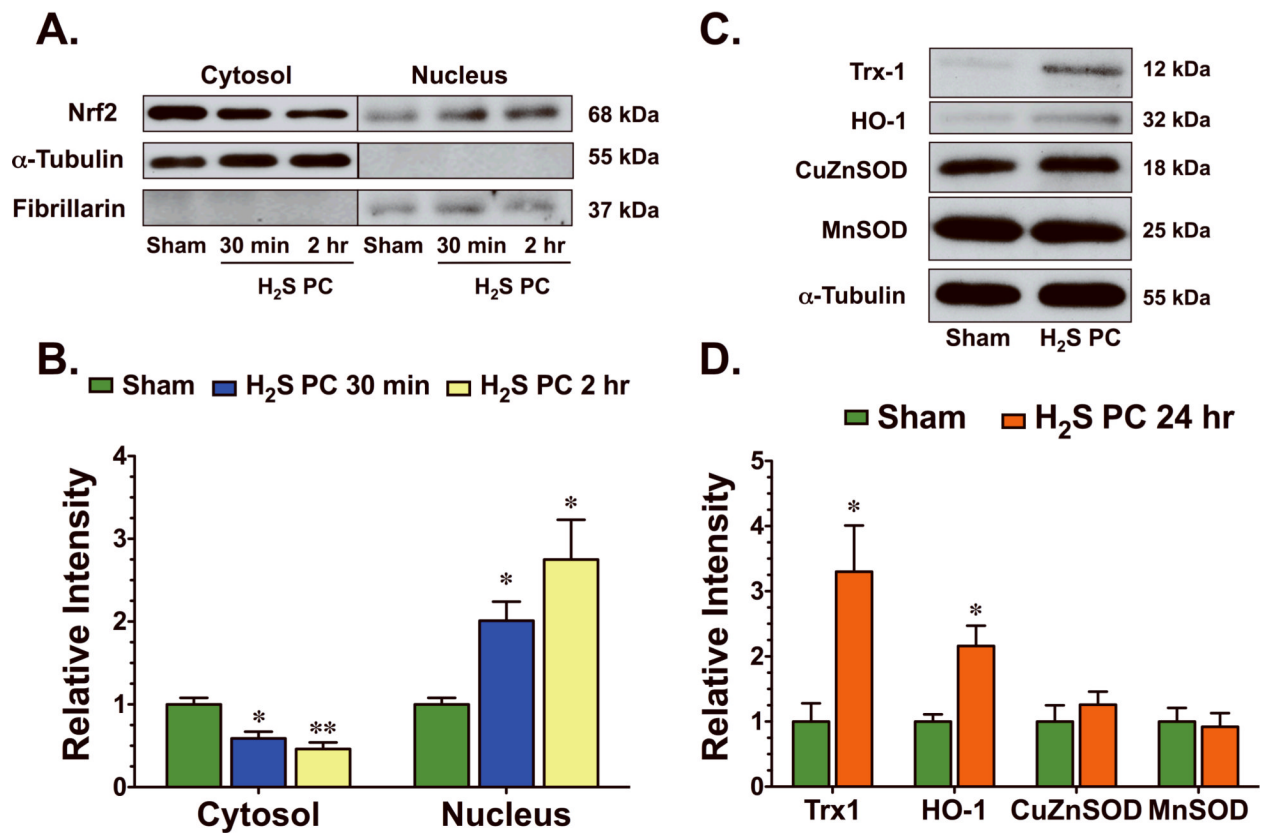 A.
Cytosol Nucleus
Nrf2 68 kDa
α-Tubulin 55 kDa
Fibrillarin 37 kDa
Sham 30 min 2 hr Sham 30 min 2 hr
H₂S PC H₂S PC
B.
Sham H₂S PC 30 min H₂S PC 2 hr
Relative Intensity
4
3
2
1
0
* ** * *
Cytosol Nucleus
C.
Trx-1 12 kDa
HO-1 32 kDa
CuZnSOD 18 kDa
MnSOD 25 kDa
α-Tubulin 55 kDa
Sham H₂S PC
D.
Sham H₂S PC 24 hr
Relative Intensity
5
4
3
2
1
0
* *
Trx1 HO-1 CuZnSOD MnSOD